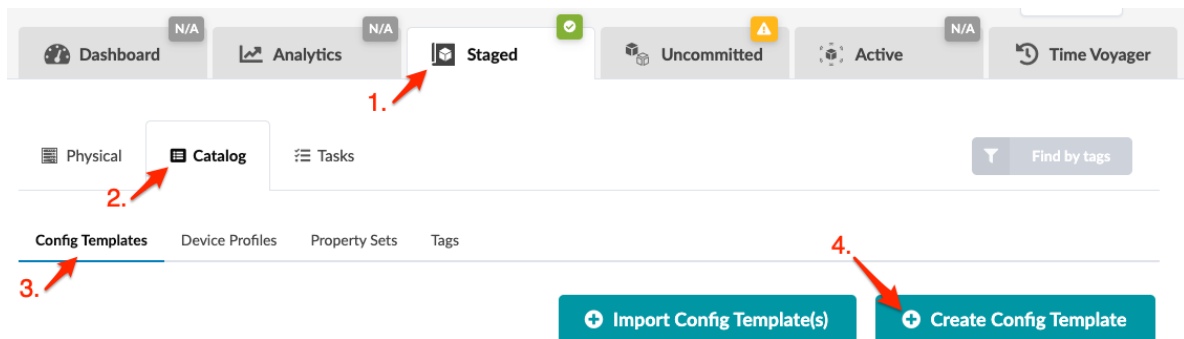 N/A N/A N/A
Dashboard Analytics Staged Uncommitted Active Time Voyager
1.
Physical Catalog Tasks Find by tags
2.
Config Templates Device Profiles Property Sets Tags
4.
3.
Import Config Template(s) Create Config Template